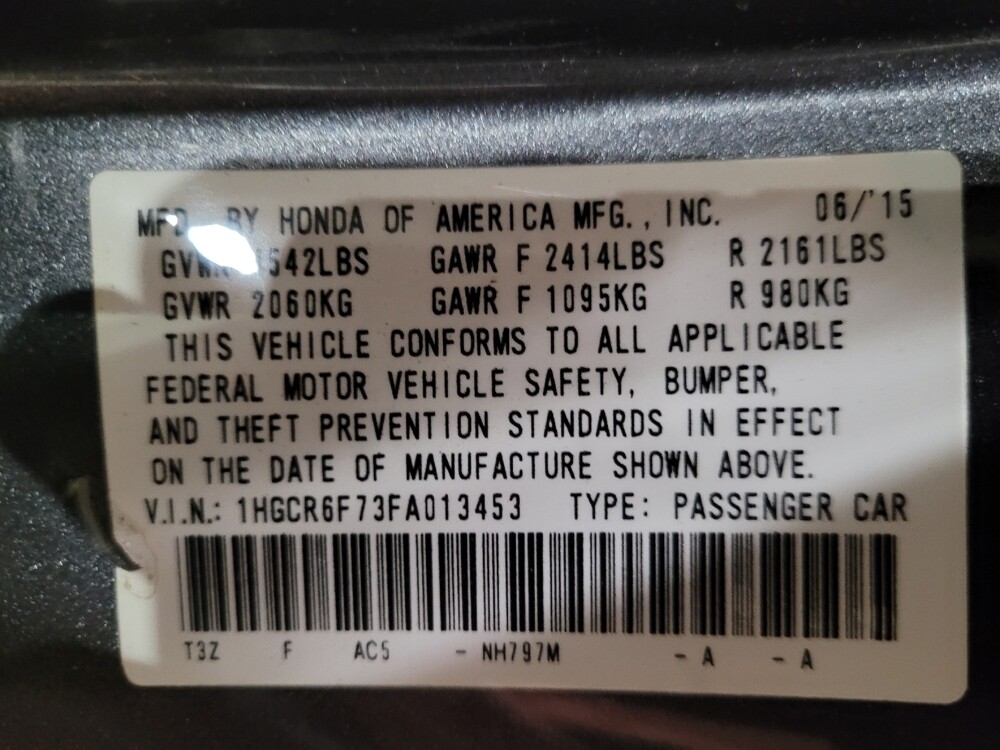 MFD. BY HONDA OF AMERICA MFG., INC. 06/'15
GVWR GAWR F 2414LBS R 2161LBS
GVWR 2060KG GAWR F 1095KG R 980KG
THIS VEHICLE CONFORMS TO ALL APPLICABLE
FEDERAL MOTOR VEHICLE SAFETY, BUMPER,
AND THEFT PREVENTION STANDARDS IN EFFECT
ON THE DATE OF MANUFACTURE SHOWN ABOVE.
V.I.N.: 1HGCR6F73FA013453 TYPE: PASSENGER CAR
T3Z F AC5 - NH797M - A - A